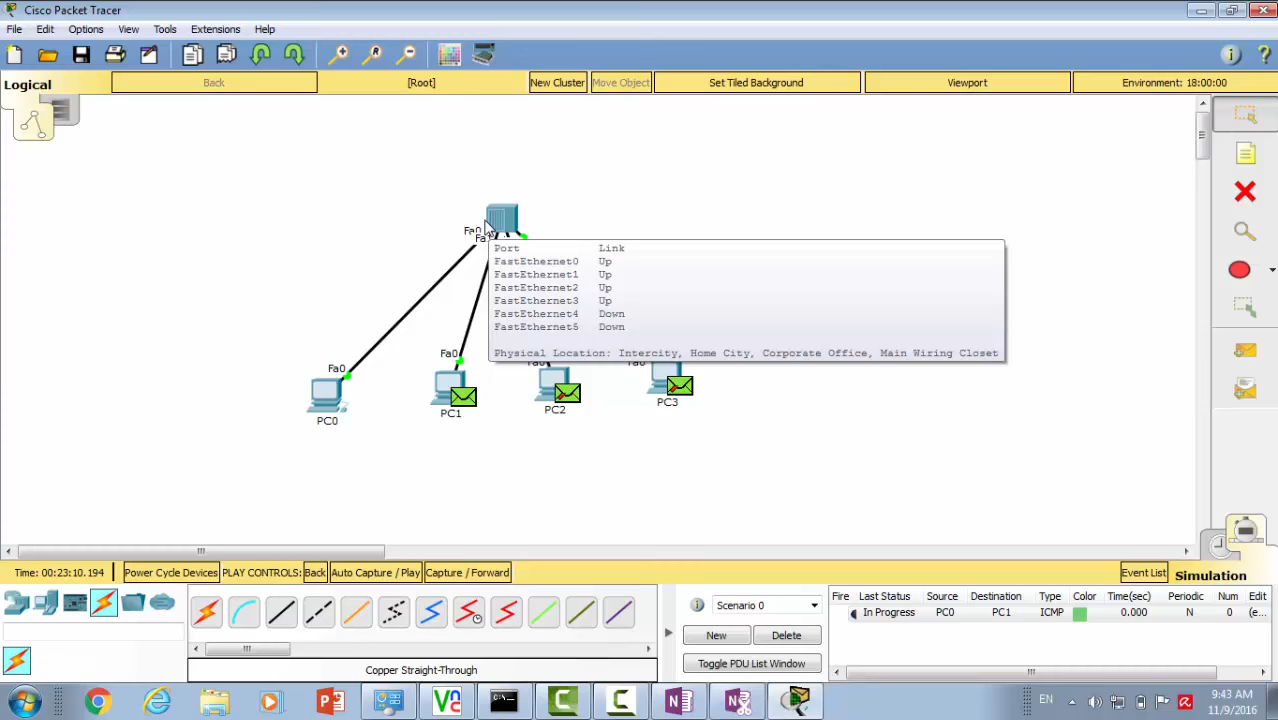 Cisco Packet Tracer
File Edit Options View Tools Extensions Help
Logical Back [Root] New Cluster Move Object Set Tiled Background Viewport Environment: 18:00:00
Fa0
Port Link
FastEthernet0 Up
FastEthernet1 Up
FastEthernet2 Up
FastEthernet3 Up
FastEthernet4 Down
FastEthernet5 Down
Physical Location: Intercity, Home City, Corporate Office, Main Wiring Closet
Fa0
Fa0
PC0
PC1
PC2
PC3
Time: 00:23:10.194 Power Cycle Devices PLAY CONTROLS: Back Auto Capture / Play Capture / Forward Event List Simulation
Scenario 0
New Delete
Toggle PDU List Window
Fire Last Status Source Destination Type Color Time(sec) Periodic Num Edit
In Progress PC0 PC1 ICMP 0.000 N 0 (e...
Copper Straight-Through
EN 9:43 AM
11/9/2016